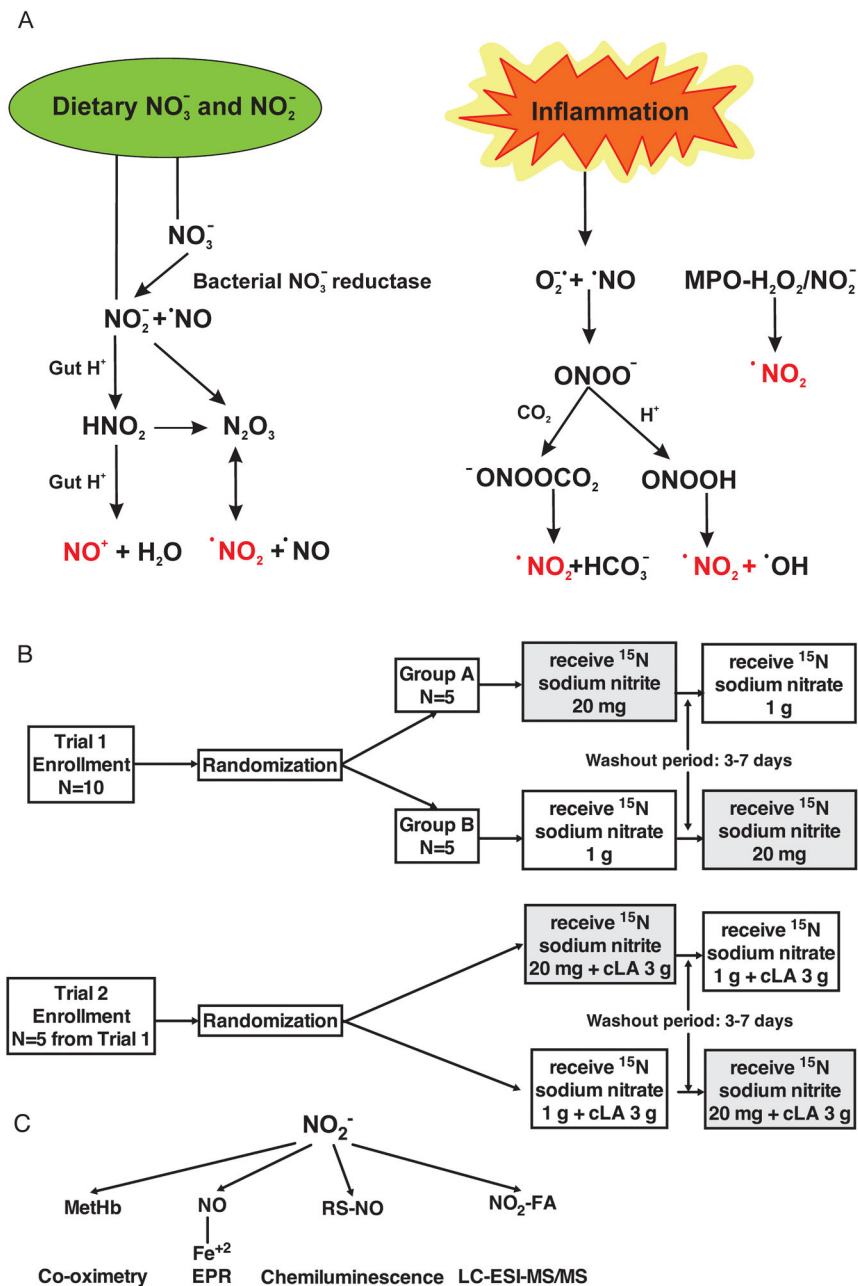 A
Dietary NO₃⁻ and NO₂⁻
Inflammation
NO₃⁻
Bacterial NO₃⁻ reductase
NO₂⁻ + •NO
Gut H⁺
HNO₂
N₂O₃
Gut H⁺
NO⁺ + H₂O
•NO₂ + •NO
O₂⁻• + •NO
MPO-H₂O₂/NO₂⁻
•NO₂
ONOO⁻
CO₂
H⁺
⁻ONOOCO₂
ONOOH
•NO₂+HCO₃⁻
•NO₂ + •OH
B
Trial 1
Enrollment
N=10
Randomization
Group A
N=5
receive ¹⁵N
sodium nitrite
20 mg
receive ¹⁵N
sodium nitrate
1 g
Washout period: 3-7 days
Group B
N=5
receive ¹⁵N
sodium nitrate
1 g
receive ¹⁵N
sodium nitrite
20 mg
Trial 2
Enrollment
N=5 from Trial 1
Randomization
receive ¹⁵N
sodium nitrite
20 mg + cLA 3 g
receive ¹⁵N
sodium nitrate
1 g + cLA 3 g
Washout period: 3-7 days
receive ¹⁵N
sodium nitrate
1 g + cLA 3 g
receive ¹⁵N
sodium nitrite
20 mg + cLA 3 g
C
NO₂⁻
MetHb
NO
RS-NO
NO₂-FA
Fe⁺²
Co-oximetry
EPR
Chemiluminescence
LC-ESI-MS/MS